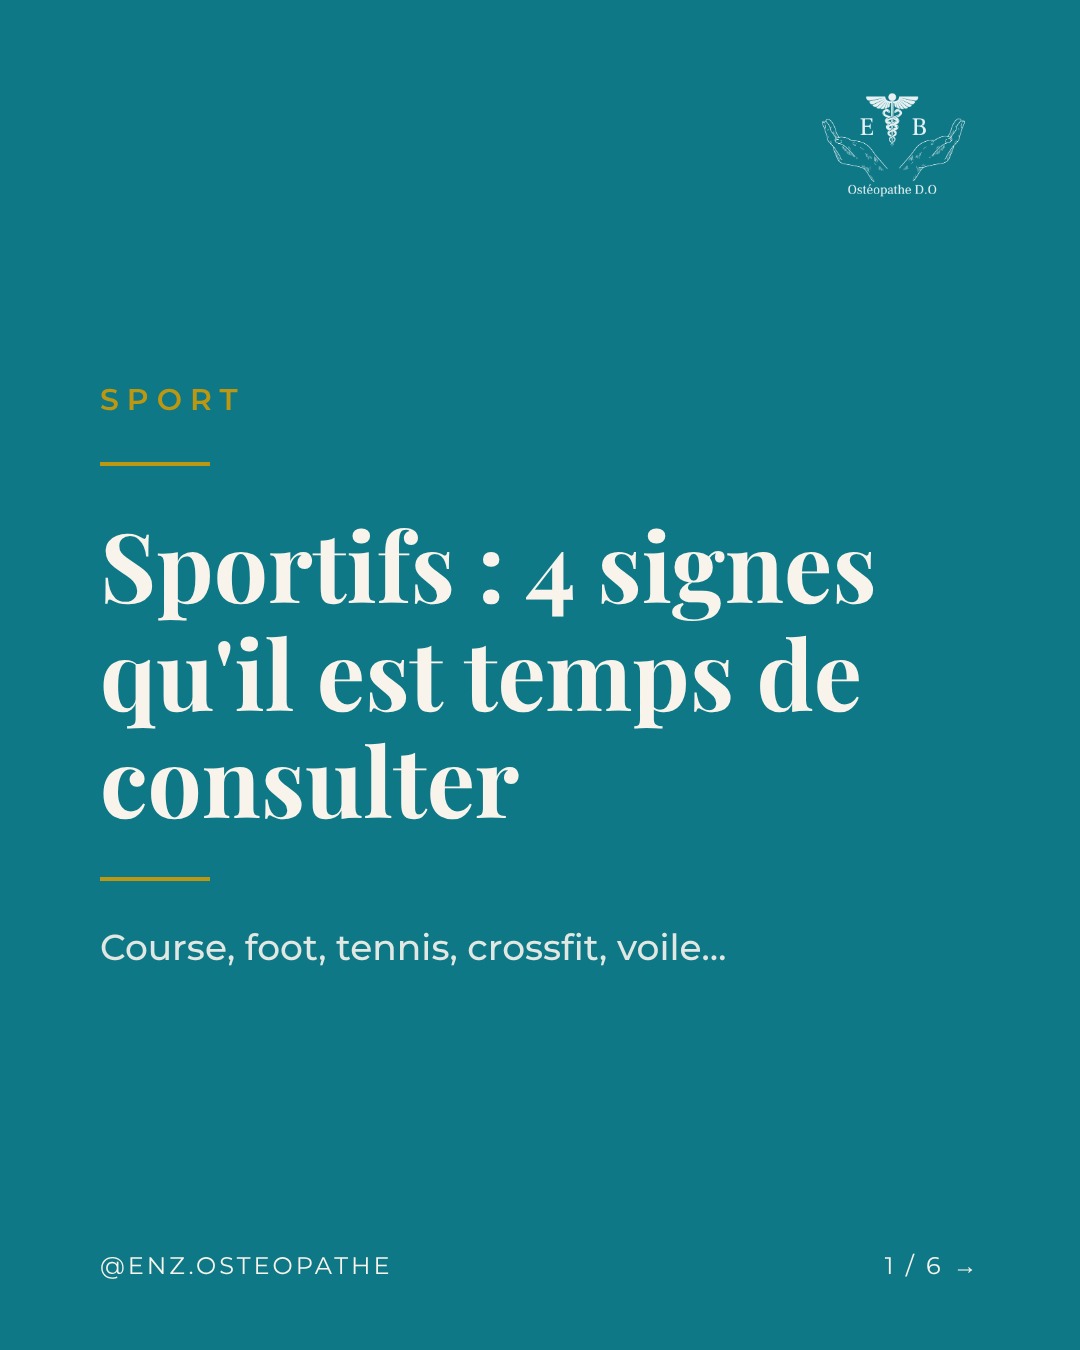 E B
Ostéopathe D.O
SPORT
Sportifs : 4 signes
qu'il est temps de
consulter
Course, foot, tennis, crossfit, voile...
@ENZ.OSTEOPATHE
1 / 6 →